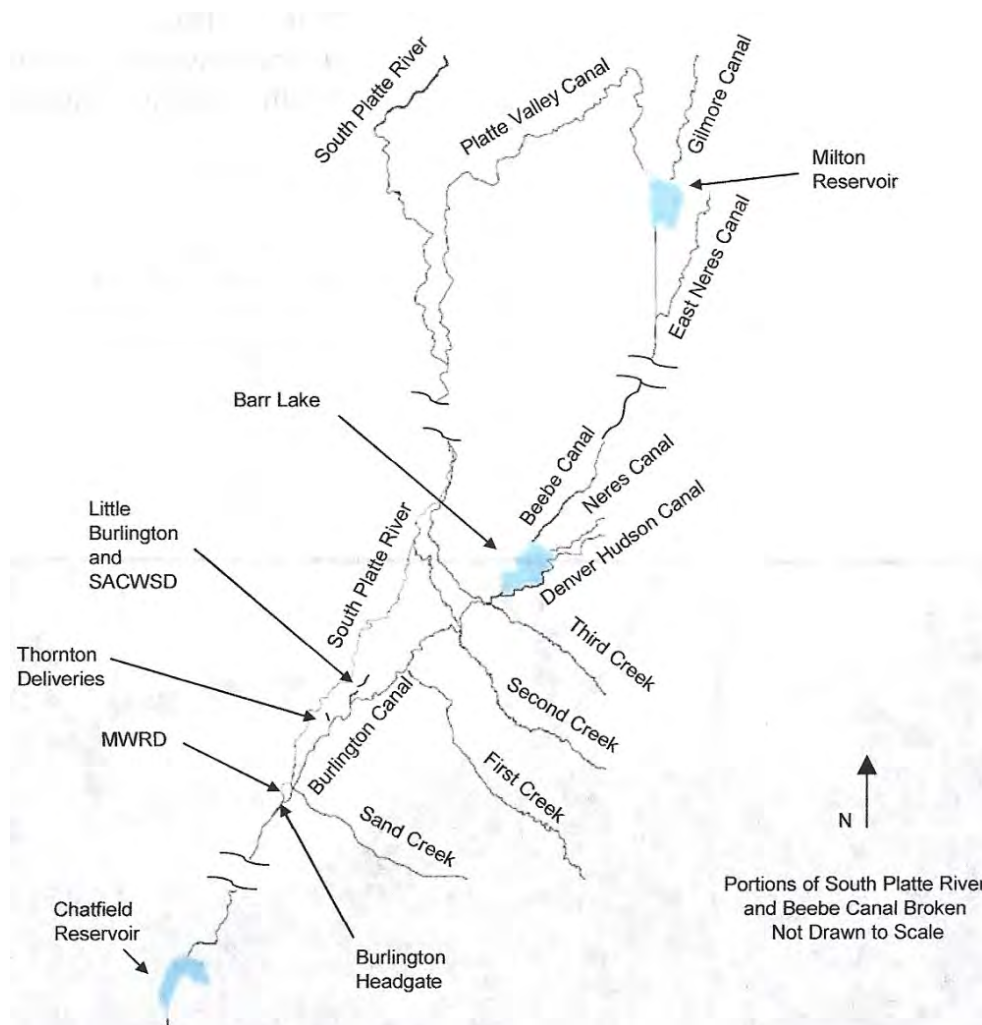 South Platte River
Platte Valley Canal
Gilmore Canal
Milton
Reservoir
East Neres Canal
Barr Lake
Beebe Canal
Neres Canal
Denver Hudson Canal
Little
Burlington
and
SACWSD
South Platte River
Third Creek
Thornton
Deliveries
Second Creek
MWRD
Burlington Canal
First Creek
Sand Creek
N
Chatfield
Reservoir
Burlington
Headgate
Portions of South Platte River
and Beebe Canal Broken
Not Drawn to Scale